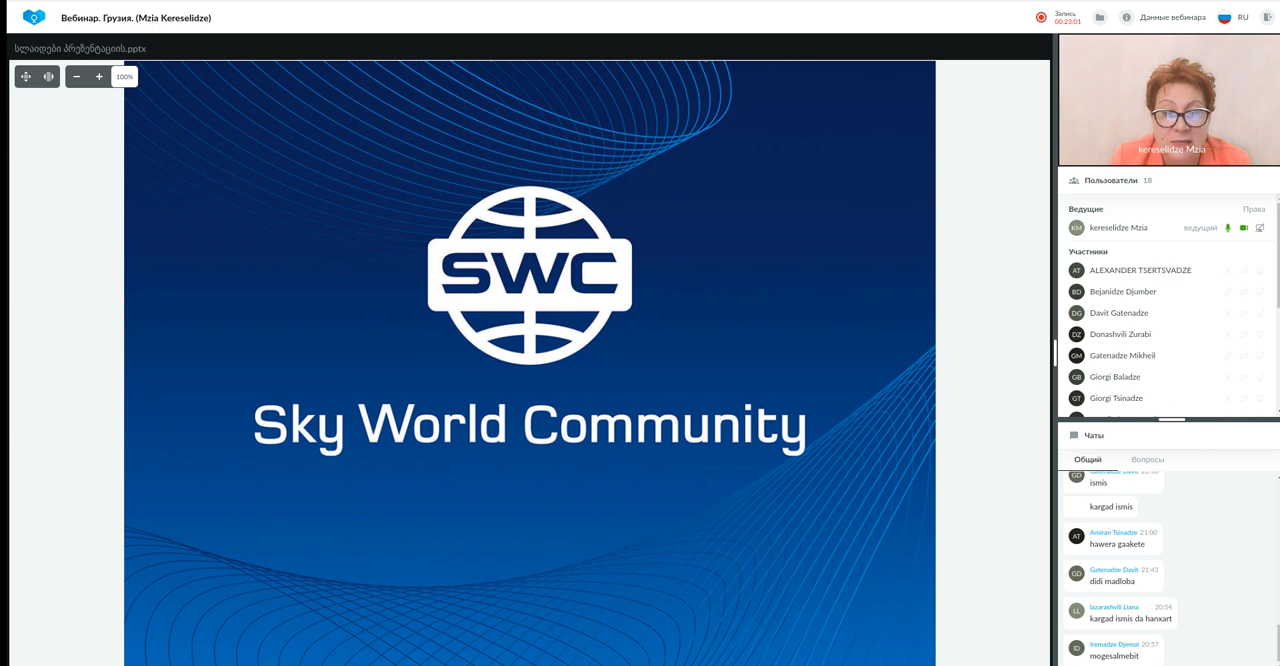 Вебинар. Грузия. (Mzia Kereselidze)
Запись
00:23:01
Данные вебинара
RU
სლაიდები პრეზენტაციის.pptx
100%
SWC
Sky World Community
kereselidze Mzia
Пользователи 18
Ведущие
Права
KM
kereselidze Mzia
ведущий
Участники
AT
ALEXANDER TSERTSVADZE
BD
Bejanidze Djumber
DG
Davit Gatenadze
DZ
Donashvili Zurabi
GM
Gatenadze Mikheil
GB
Giorgi Baladze
GT
Giorgi Tsinadze
Чаты
Общий
Вопросы
GD
ismis
kargad ismis
AT
Amiran Tsinadze 21:00
hawera gaakete
GD
Gatenadze Davit 21:43
didi madloba
LL
lazarashvili Liana 20:54
kargad ismis da hanxart
ID
Iremadze Djemal 20:57
mogesalmebit